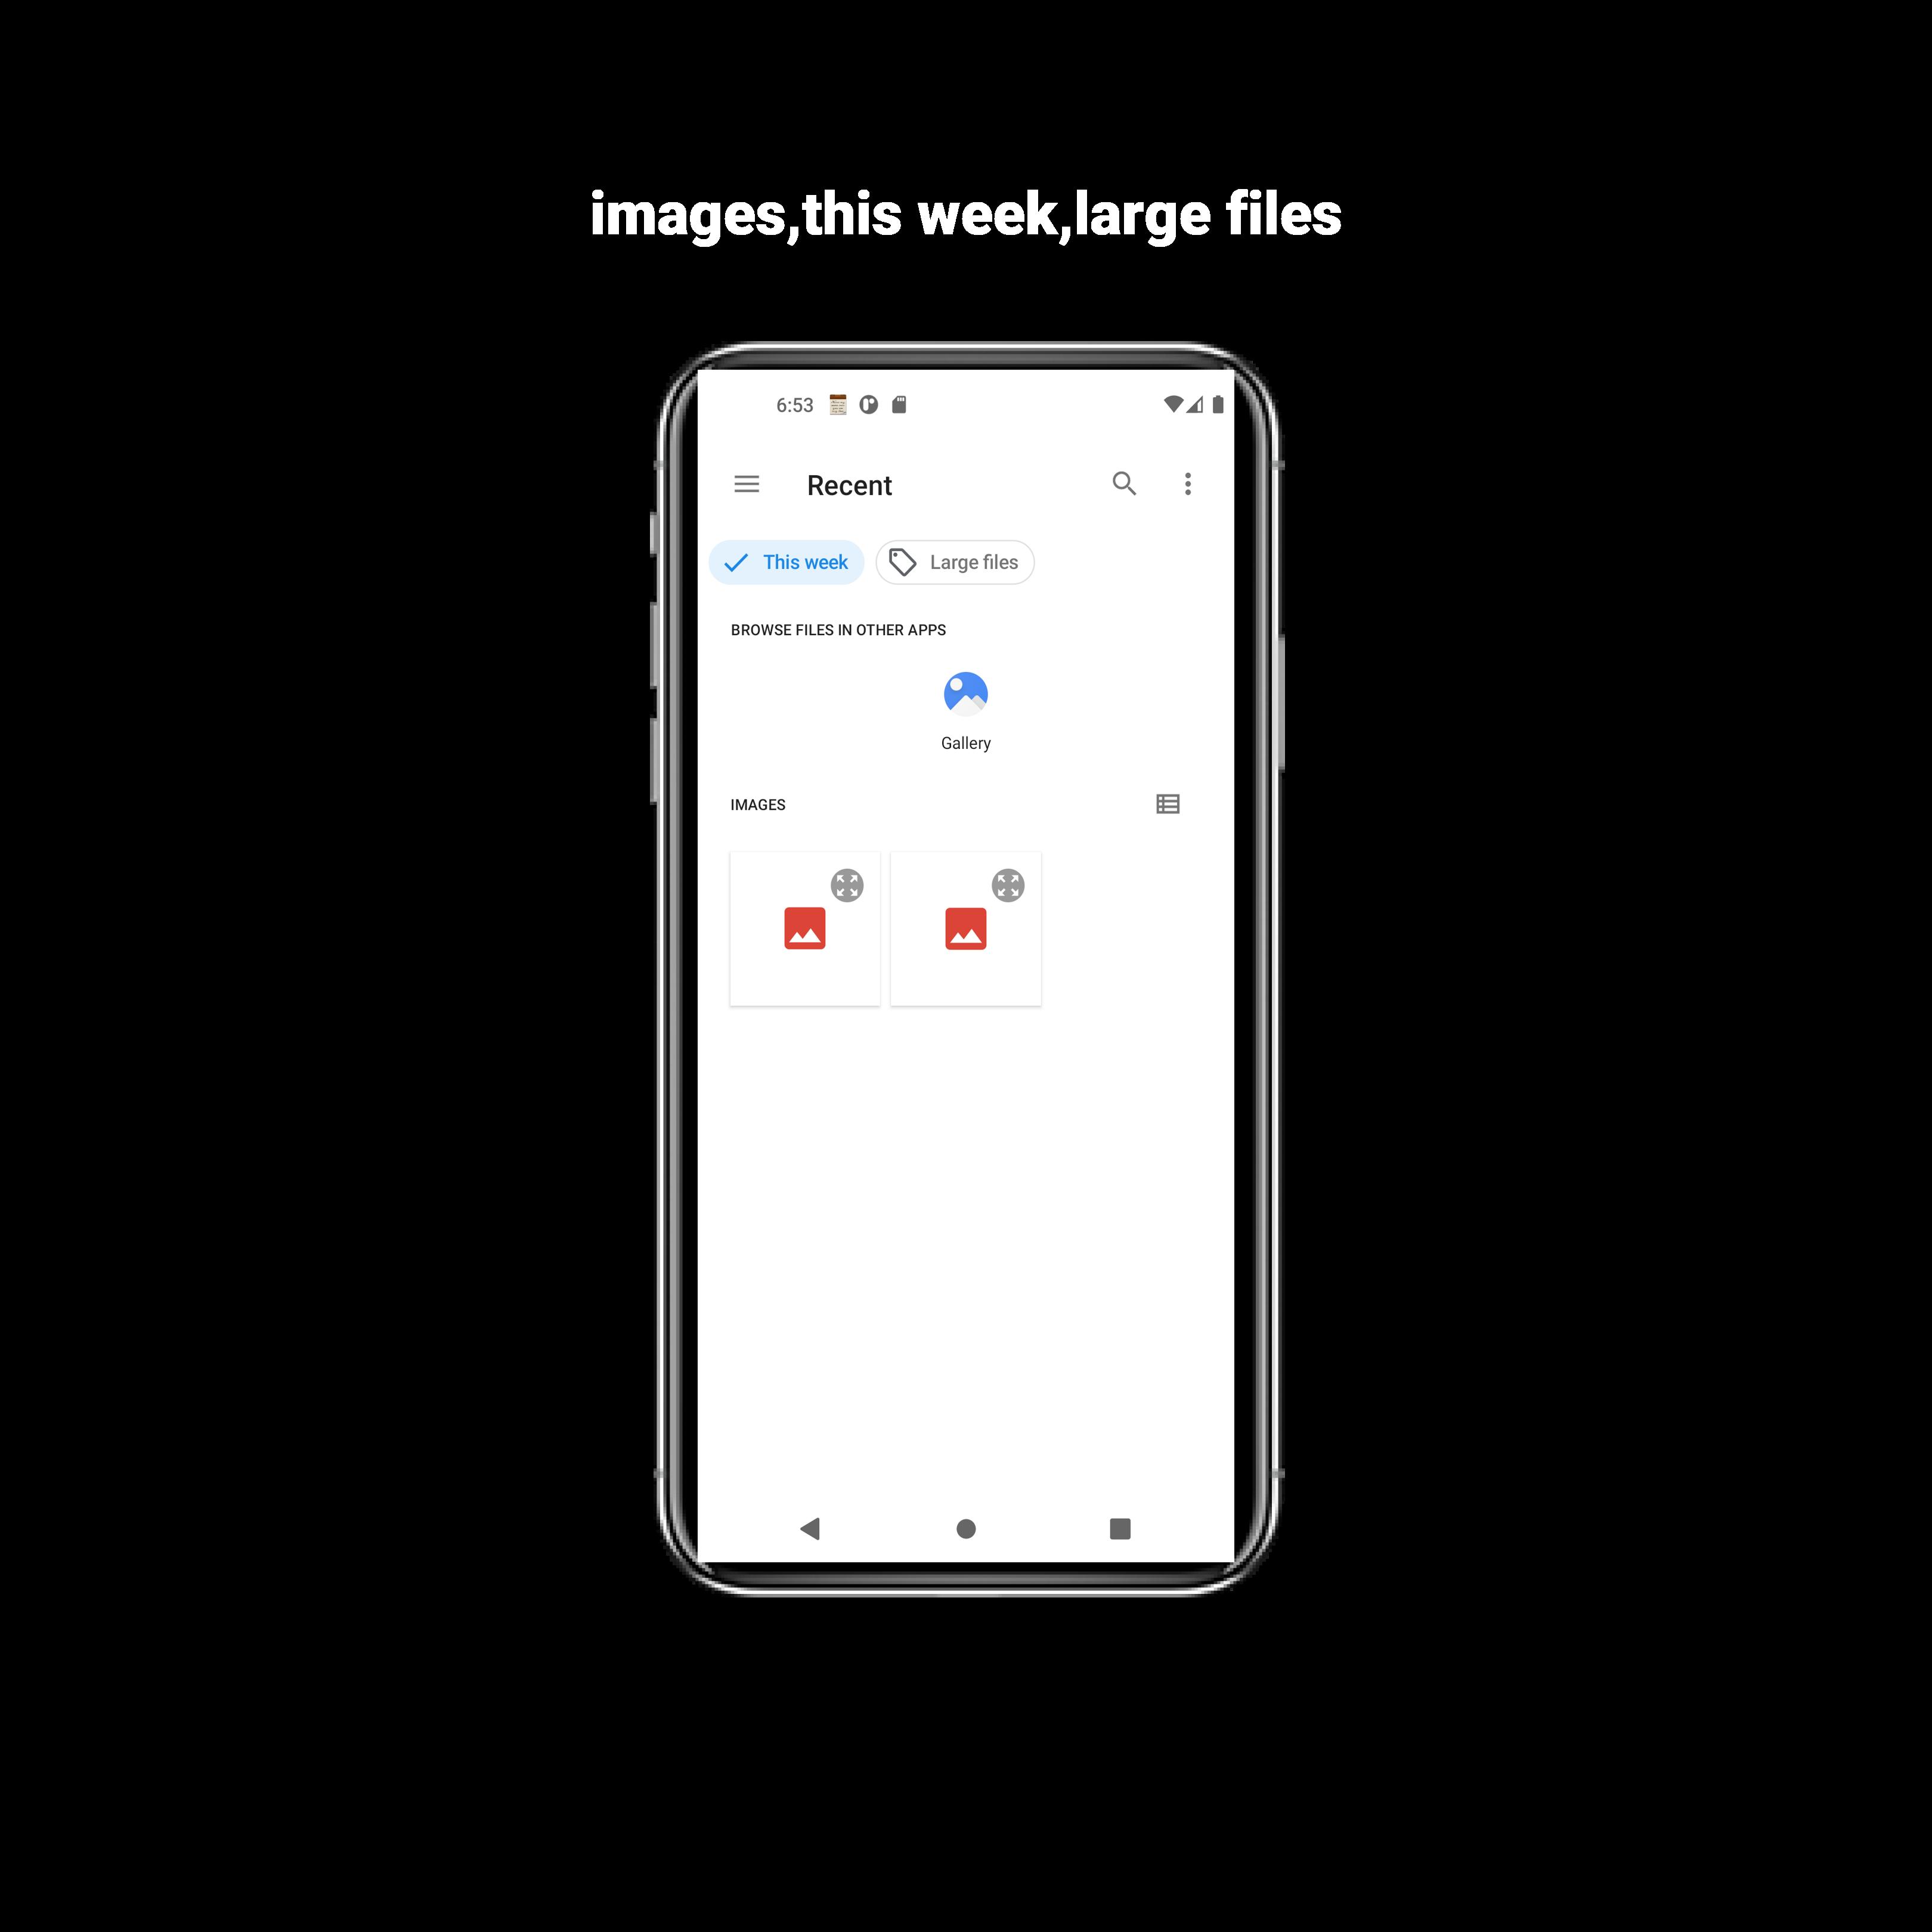 images,this week,large files
6:53
Recent
This week
Large files
BROWSE FILES IN OTHER APPS
Gallery
IMAGES